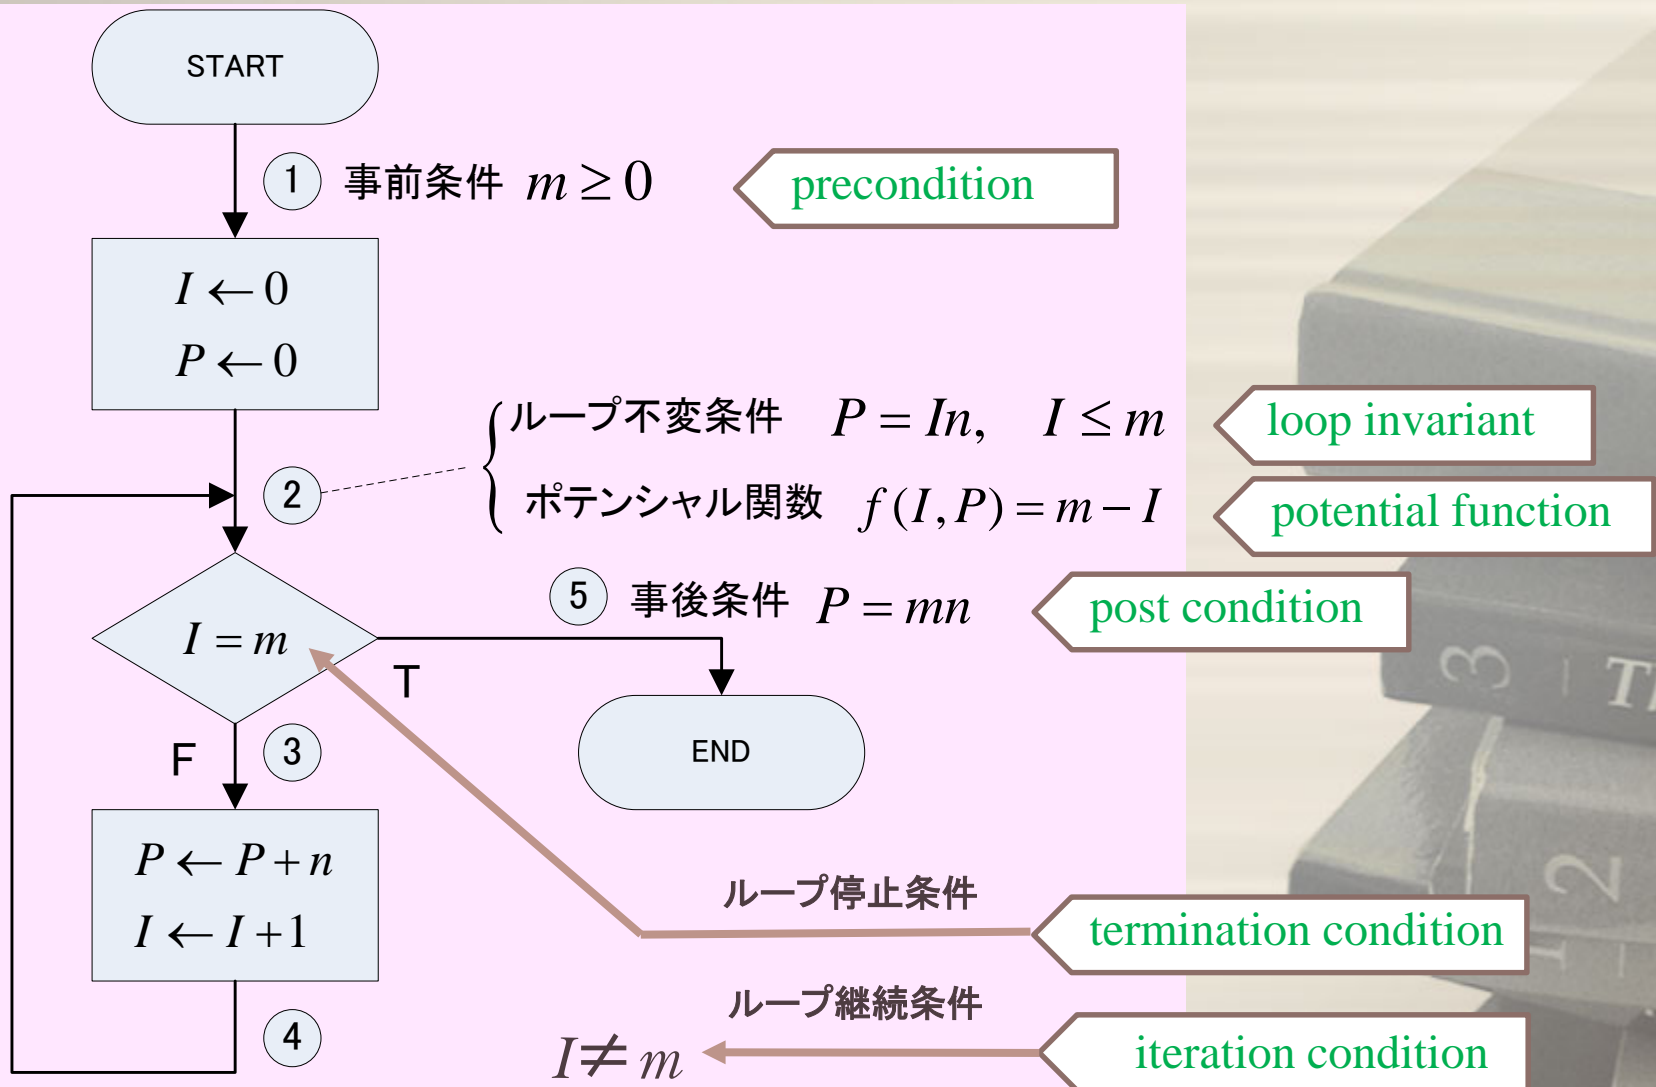 START
1 事前条件 m ≥ 0 precondition
I ← 0
P ← 0
ループ不変条件 P = In, I ≤ m loop invariant
2
ポテンシャル関数 f(I, P) = m − I potential function
5 事後条件 P = mn post condition
I = m
T
F
3
END
P ← P + n
I ← I + 1
ループ停止条件
termination condition
ループ継続条件
4
I ≠ m iteration condition
3
2
1